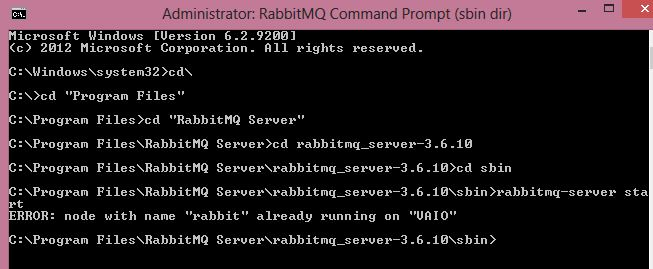 Administrator: RabbitMQ Command Prompt (sbin dir)
Microsoft Windows [Version 6.2.9200]
(c) 2012 Microsoft Corporation. All rights reserved.
C:\Windows\system32>cd\
C:\>cd "Program Files"
C:\Program Files>cd "RabbitMQ Server"
C:\Program Files\RabbitMQ Server>cd rabbitmq_server-3.6.10
C:\Program Files\RabbitMQ Server\rabbitmq_server-3.6.10>cd sbin
C:\Program Files\RabbitMQ Server\rabbitmq_server-3.6.10\sbin>rabbitmq-server sta
rt
ERROR: node with name "rabbit" already running on "VAIO"
C:\Program Files\RabbitMQ Server\rabbitmq_server-3.6.10\sbin>